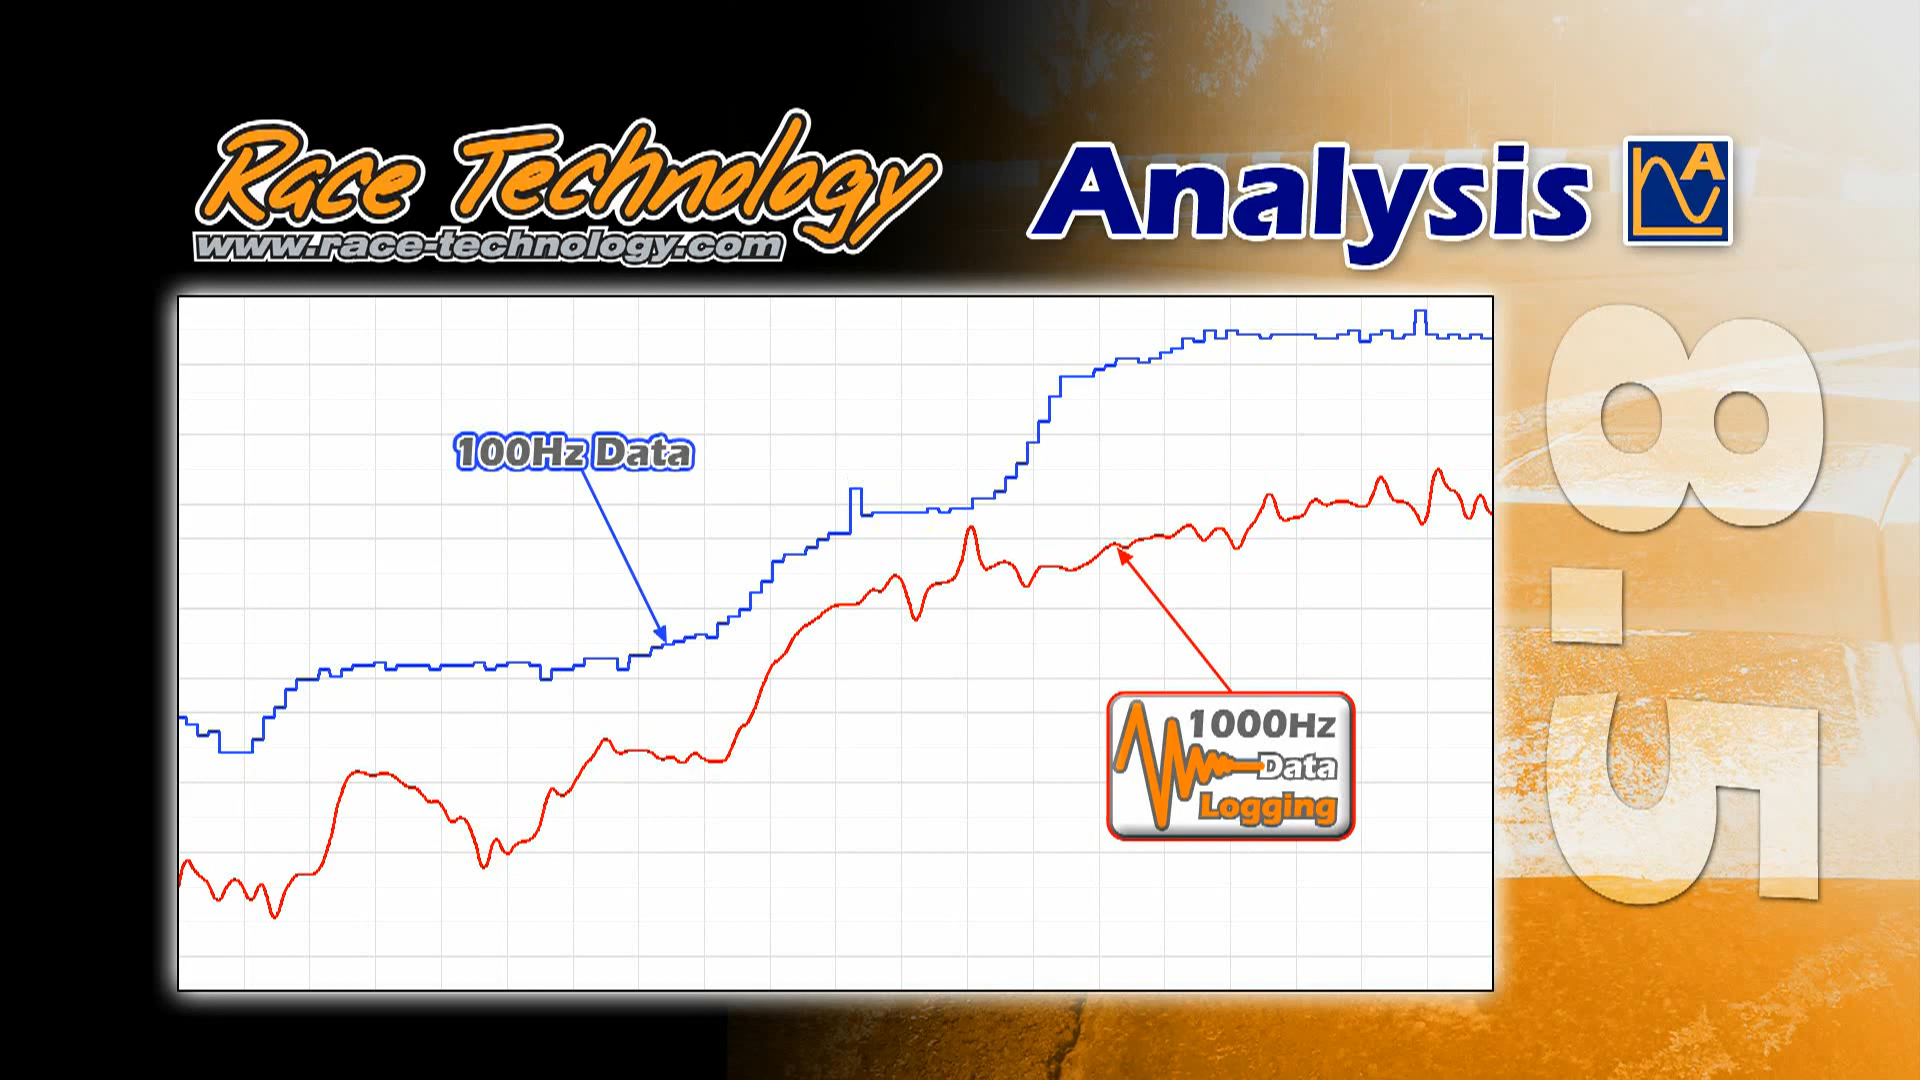 Race Technology
www.race-technology.com
Analysis
A
8.5
100Hz Data
1000Hz
Data
Logging